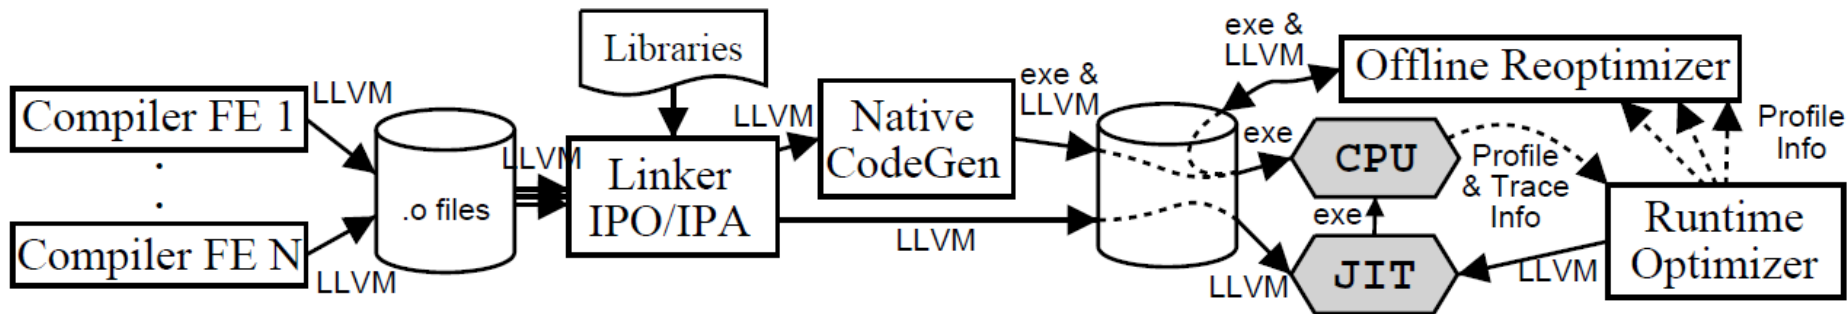 Compiler FE 1
.
.
.
Compiler FE N
LLVM
LLVM
.o files
LLVM
Libraries
Linker
IPO/IPA
LLVM
LLVM
Native
CodeGen
exe &
LLVM
exe &
LLVM
Offline Reoptimizer
exe
CPU
Profile
& Trace
Info
Profile
Info
exe
LLVM
JIT
LLVM
Runtime
Optimizer